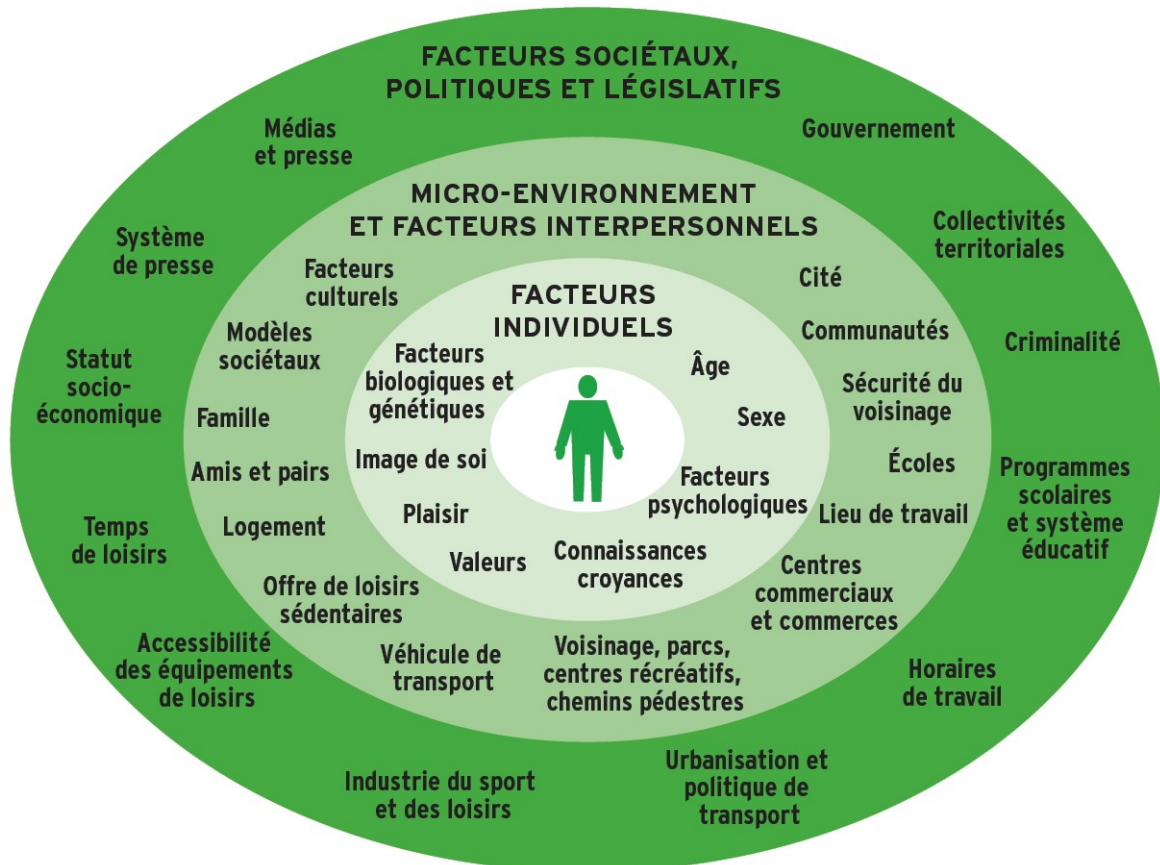 FACTEURS SOCIÉTAUX,
POLITIQUES ET LÉGISLATIFS
Médias
et presse
Gouvernement
Système
de presse
Collectivités
territoriales
Statut
socio-
économique
Criminalité
Temps
de loisirs
Programmes
scolaires
et système
éducatif
Accessibilité
des équipements
de loisirs
Horaires
de travail
Industrie du sport
et des loisirs
Urbanisation et
politique de
transport
MICRO-ENVIRONNEMENT
ET FACTEURS INTERPERSONNELS
Facteurs
culturels
Cité
Modèles
sociétaux
Communautés
Famille
Sécurité du
voisinage
Amis et pairs
Écoles
Logement
Lieu de travail
Offre de loisirs
sédentaires
Centres
commerciaux
et commerces
Véhicule de
transport
Voisinage, parcs,
centres récréatifs,
chemins pédestres
FACTEURS
INDIVIDUELS
Facteurs
biologiques et
génétiques
Âge
Sexe
Image de soi
Facteurs
psychologiques
Plaisir
Valeurs
Connaissances
croyances